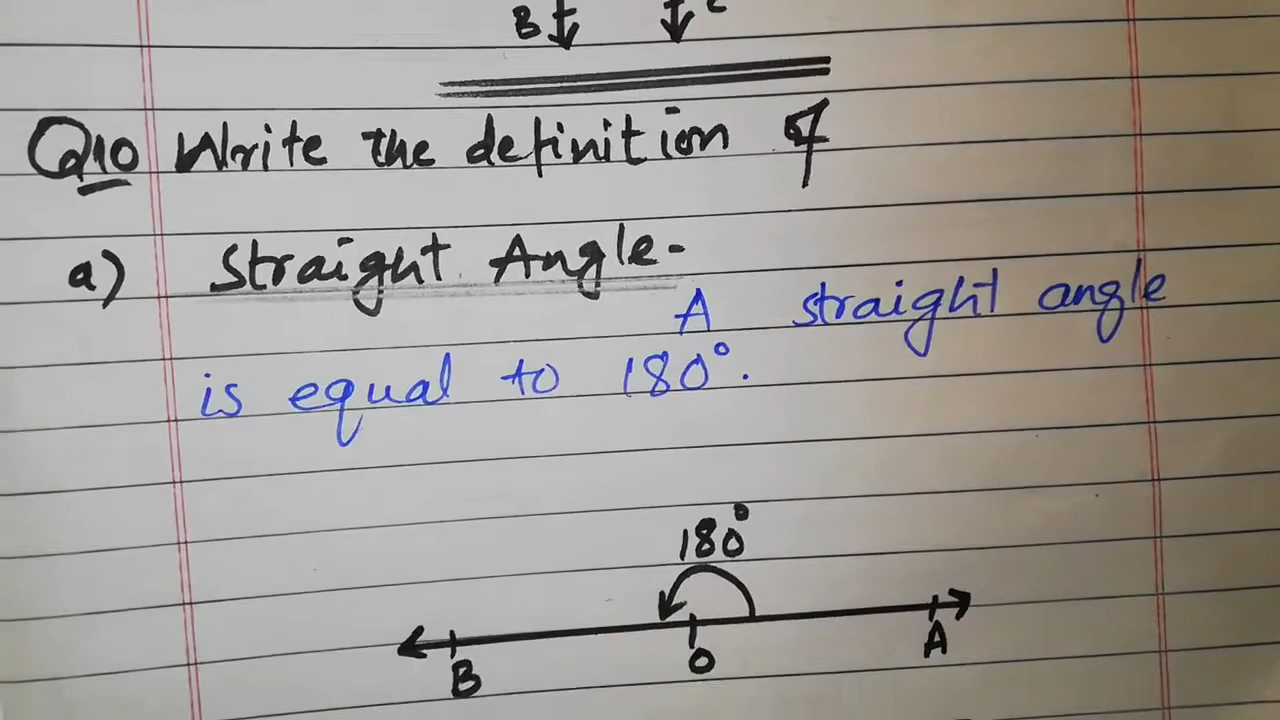 B
Q10 Write the definition of
a) Straight Angle-
A straight angle
is equal to 180°.
180°
B O A